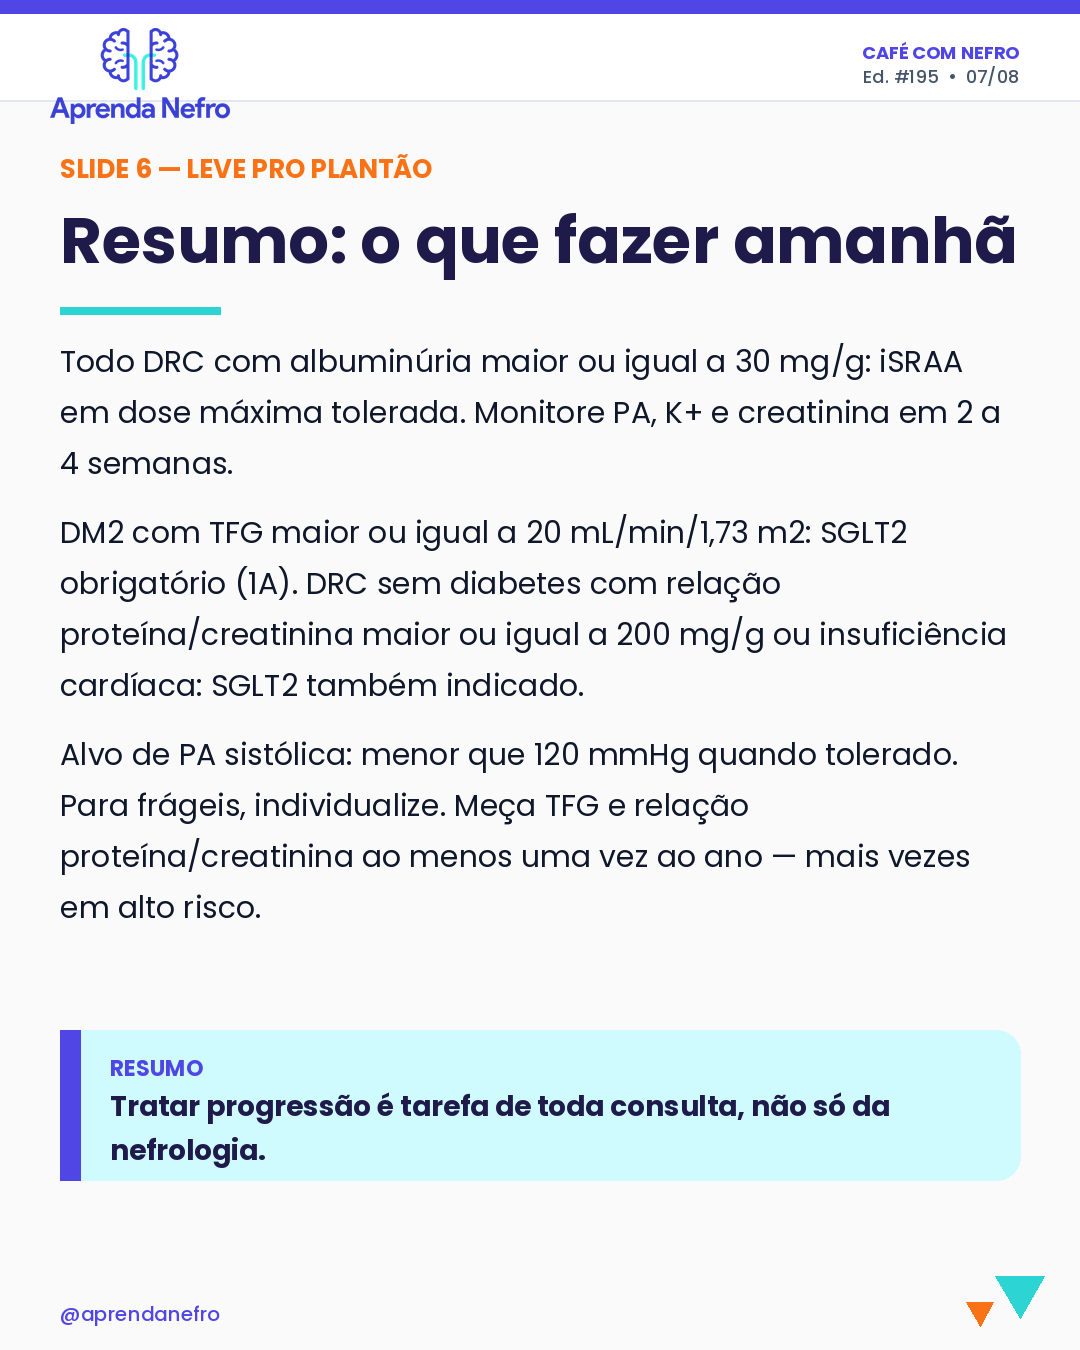 Aprenda Nefro
CAFÉ COM NEFRO
Ed. #195 • 07/08
SLIDE 6 — LEVE PRO PLANTÃO
Resumo: o que fazer amanhã
Todo DRC com albuminúria maior ou igual a 30 mg/g: iSRAA
em dose máxima tolerada. Monitore PA, K+ e creatinina em 2 a
4 semanas.
DM2 com TFG maior ou igual a 20 mL/min/1,73 m2: SGLT2
obrigatório (1A). DRC sem diabetes com relação
proteína/creatinina maior ou igual a 200 mg/g ou insuficiência
cardíaca: SGLT2 também indicado.
Alvo de PA sistólica: menor que 120 mmHg quando tolerado.
Para frágeis, individualize. Meça TFG e relação
proteína/creatinina ao menos uma vez ao ano — mais vezes
em alto risco.
RESUMO
Tratar progressão é tarefa de toda consulta, não só da
nefrologia.
@aprendanefro